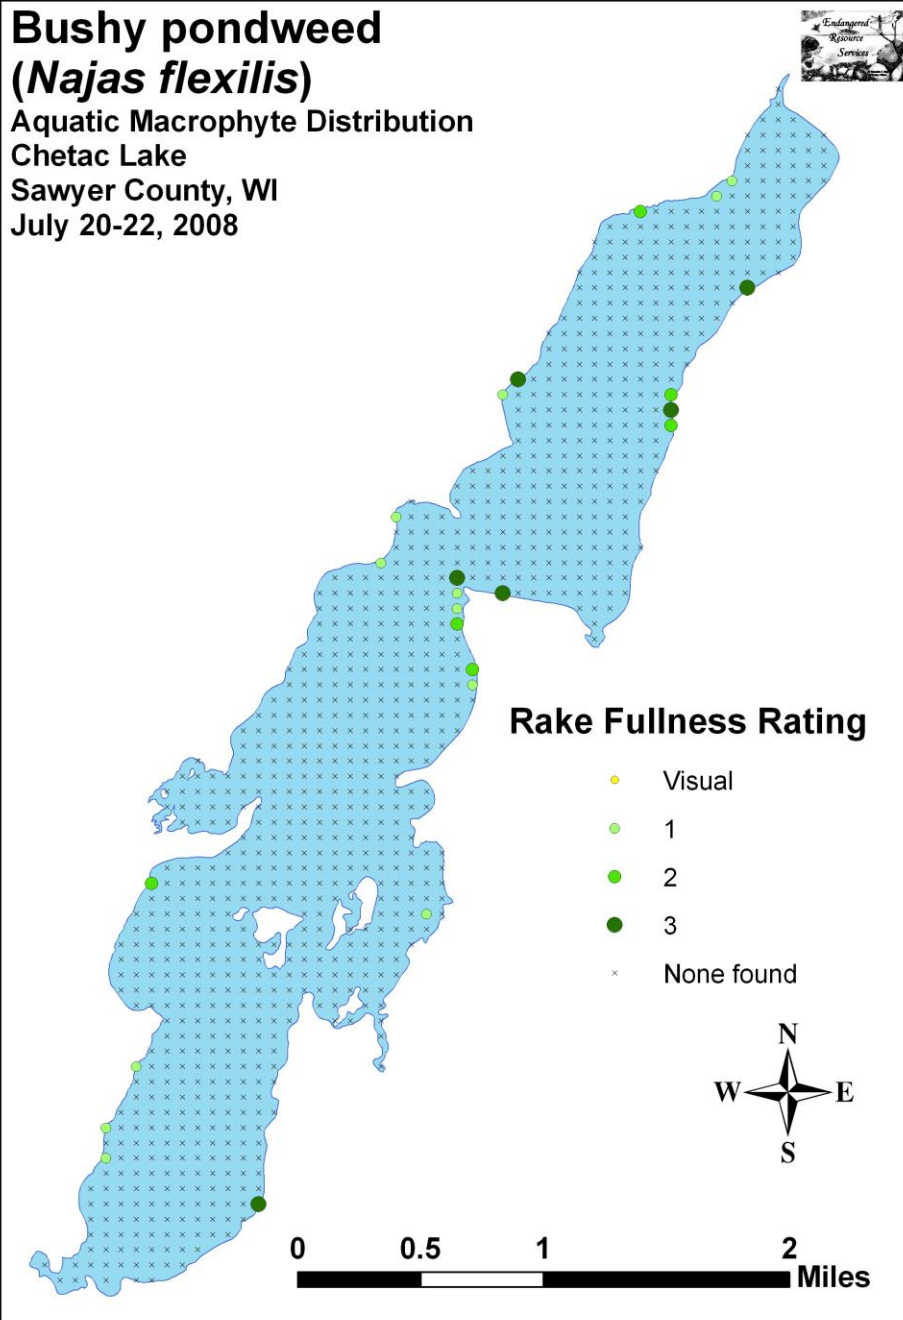 Bushy pondweed
(Najas flexilis)
Aquatic Macrophyte Distribution
Chetac Lake
Sawyer County, WI
July 20-22, 2008
Endangered
Resource
Services
Rake Fullness Rating
Visual
1
2
3
None found
N
W E
S
0 0.5 1 2
Miles